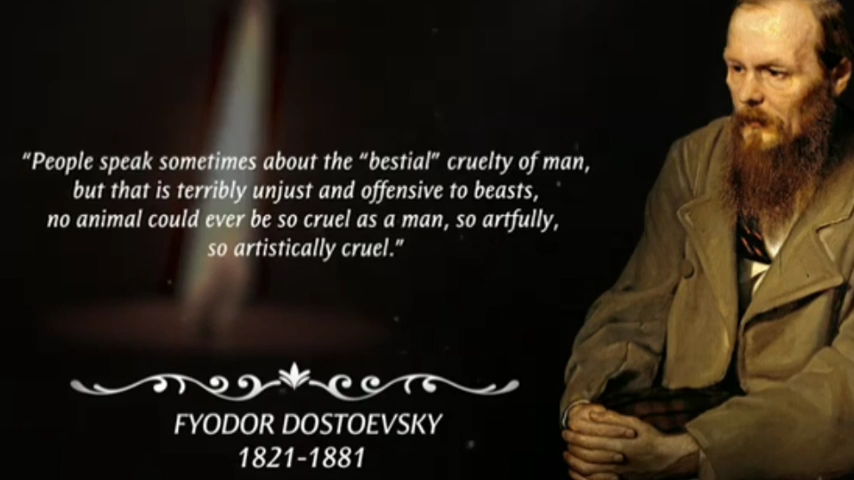 “People speak sometimes about the “bestial” cruelty of man,
but that is terribly unjust and offensive to beasts,
no animal could ever be so cruel as a man, so artfully,
so artistically cruel.”
FYODOR DOSTOEVSKY
1821-1881